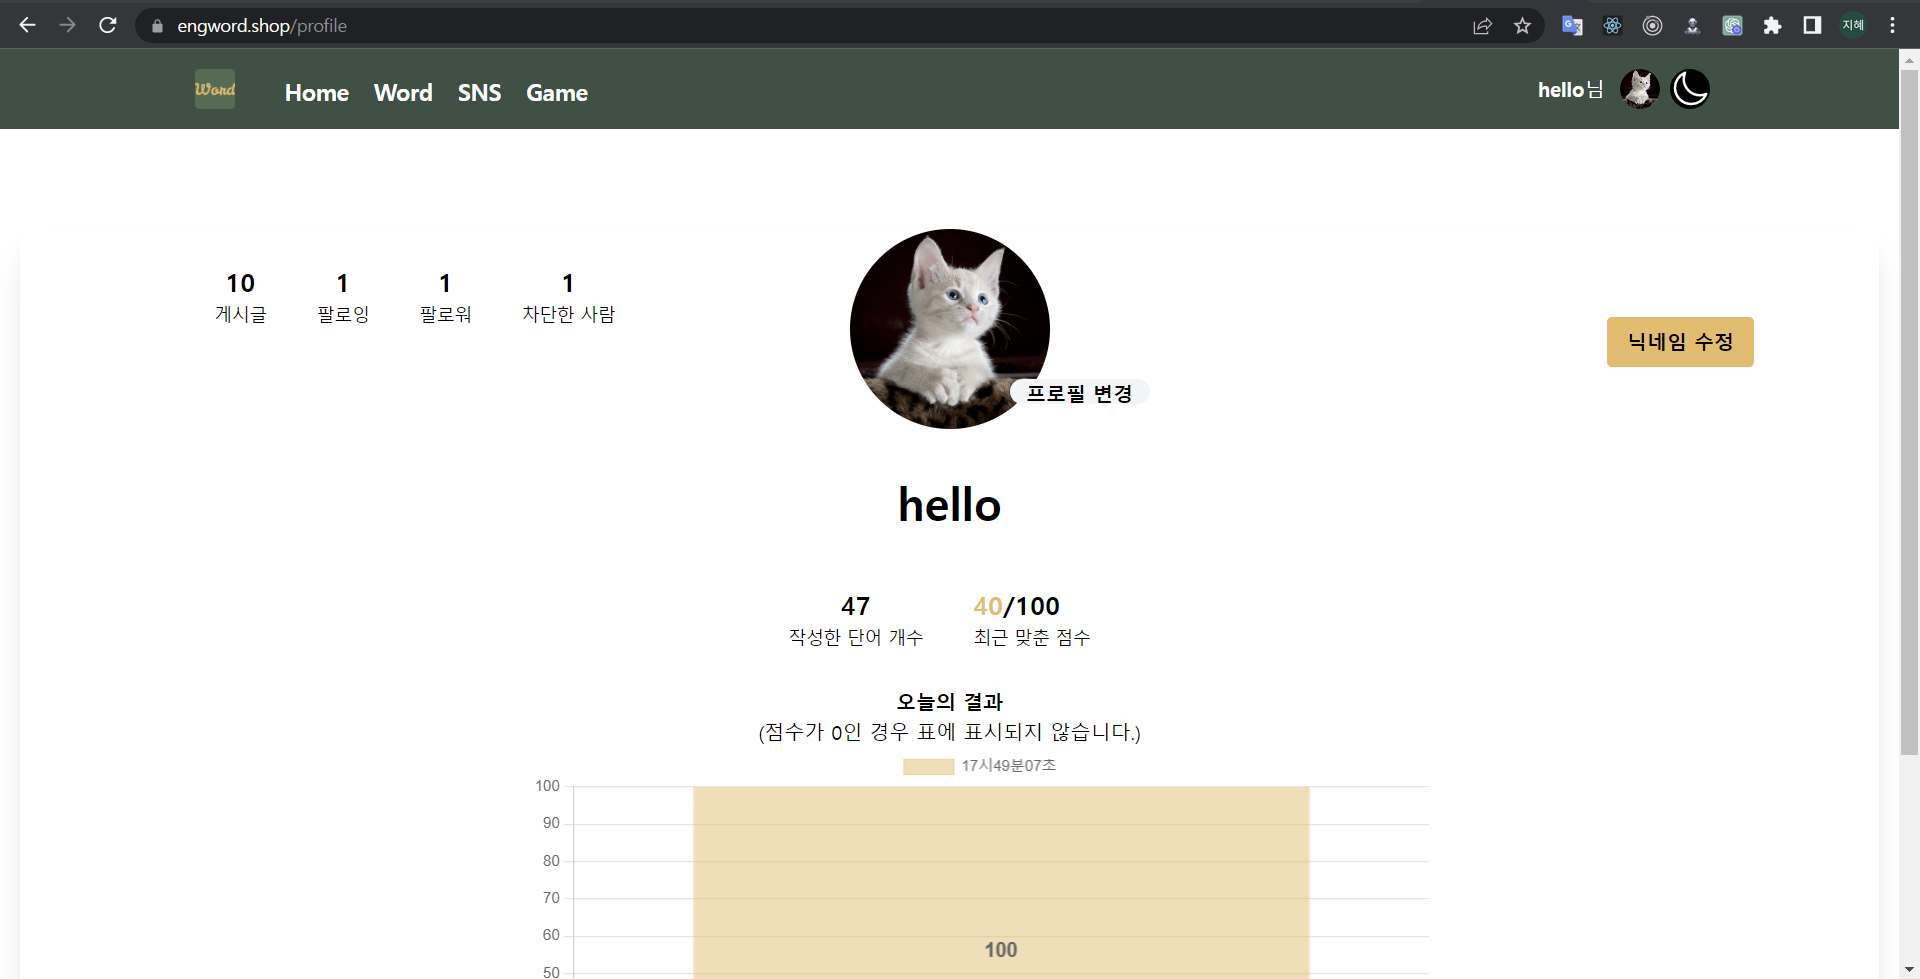 engword.shop/profile
지혜
Word
Home Word SNS Game
hello님
10 1 1 1
게시글 팔로잉 팔로워 차단한 사람
닉네임 수정
프로필 변경
hello
47 40/100
작성한 단어 개수 최근 맞춘 점수
오늘의 결과
(점수가 0인 경우 표에 표시되지 않습니다.)
17시49분07초
100
90
80
70
60
100
50